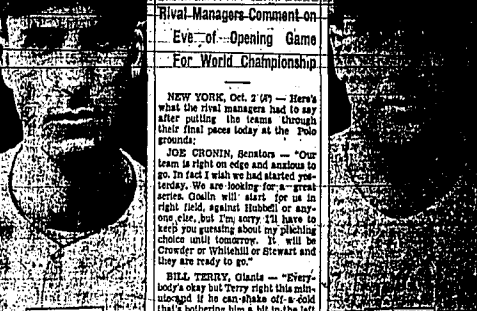 Rival Managers Comment on
Eve of Opening Game
For World Championship
NEW YORK, Oct. 2 (AP) — Here's
what the rival managers had to say
after putting the teams through
their final paces today at the Polo
grounds:
JOE CRONIN, Senators — "Our
team is right on edge and anxious to
go. In fact I wish we had started yes-
terday. We are looking for a great
series. Goslin will start for us in
right field, against Hubbell or any-
one else, but I'm sorry I'll have to
keep you guessing about my pitching
choice until tomorrow. It will be
Crowder or Whitehill or Stewart and
they are ready to go."
BILL TERRY, Giants — "Every-
body's okay but Terry right this min-
ute and if he can shake off a cold
that's bothering him a bit in the left